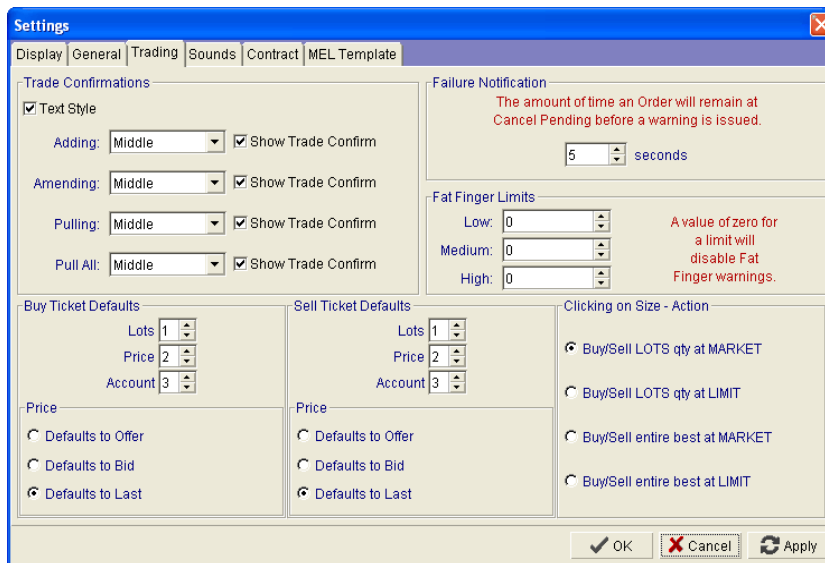 Settings
Display General Trading Sounds Contract MEL Template
Trade Confirmations
Text Style
Adding: Middle Show Trade Confirm
Amending: Middle Show Trade Confirm
Pulling: Middle Show Trade Confirm
Pull All: Middle Show Trade Confirm
Failure Notification
The amount of time an Order will remain at
Cancel Pending before a warning is issued.
5 seconds
Fat Finger Limits
Low: 0
Medium: 0
High: 0
A value of zero for
a limit will
disable Fat
Finger warnings.
Buy Ticket Defaults
Lots 1
Price 2
Account 3
Price
Defaults to Offer
Defaults to Bid
Defaults to Last
Sell Ticket Defaults
Lots 1
Price 2
Account 3
Price
Defaults to Offer
Defaults to Bid
Defaults to Last
Clicking on Size - Action
Buy/Sell LOTS qty at MARKET
Buy/Sell LOTS qty at LIMIT
Buy/Sell entire best at MARKET
Buy/Sell entire best at LIMIT
OK Cancel Apply